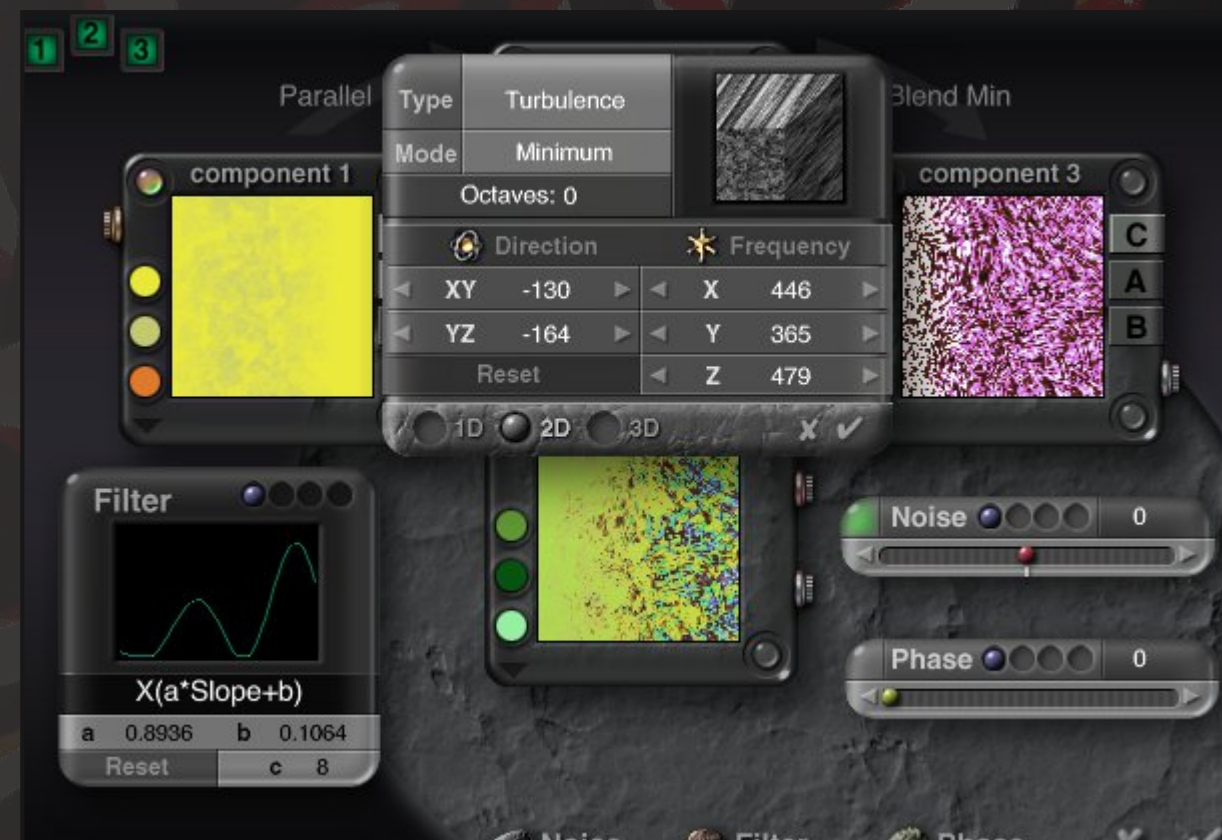 1 2 3
Parallel
Blend Min
Type Turbulence
Mode Minimum
Octaves: 0
component 1
component 3
Direction
Frequency
XY -130
X 446
YZ -164
Y 365
Reset
Z 479
1D 2D 3D
C
A
B
Filter
X(a*Slope+b)
a 0.8936 b 0.1064
Reset c 8
Noise 0
Phase 0
Noise Filter Phase